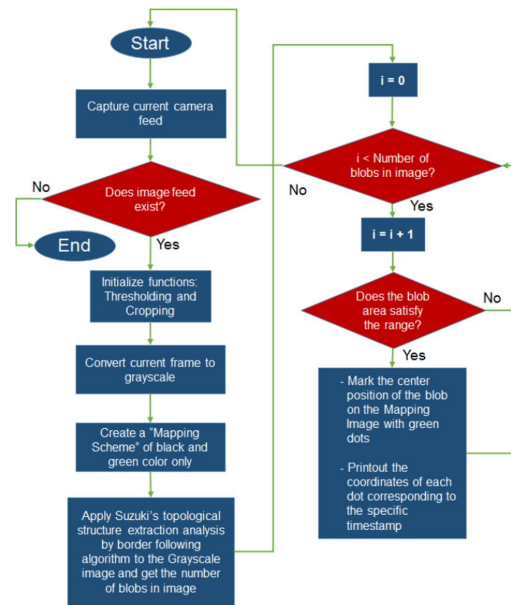 Start
Capture current camera
feed
No
Does image feed
exist?
End
Yes
Initialize functions:
Thresholding and
Cropping
Convert current frame to
grayscale
Create a "Mapping
Scheme" of black and
green color only
Apply Suzuki's topological
structure extraction analysis
by border following
algorithm to the Grayscale
image and get the number
of blobs in image
i = 0
i < Number of
blobs in image?
No
Yes
i = i + 1
Does the blob
area satisfy
the range?
No
Yes
- Mark the center
position of the blob
on the Mapping
Image with green
dots
- Printout the
coordinates of each
dot corresponding to
the specific
timestamp